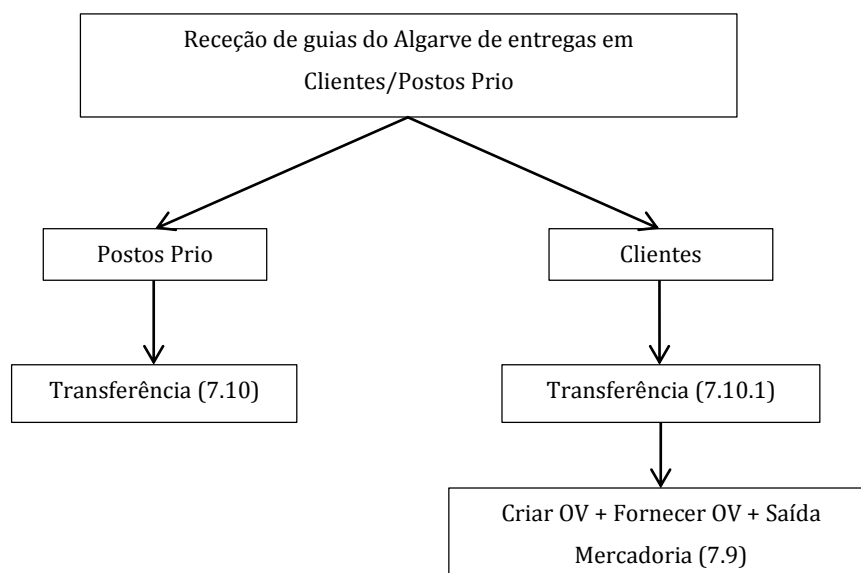 Receção de guias do Algarve de entregas em
Clientes/Postos Prio
Postos Prio
Clientes
Transferência (7.10)
Transferência (7.10.1)
Criar OV + Fornecer OV + Saída
Mercadoria (7.9)